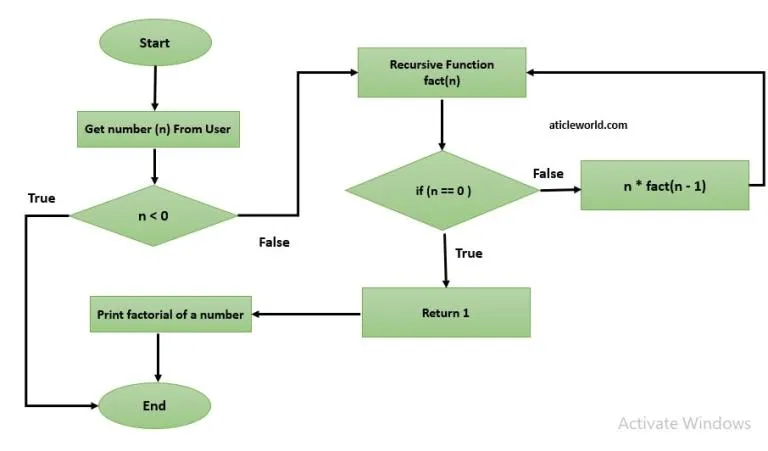 Start
Get number (n) From User
n < 0
True
False
Recursive Function
fact(n)
aticleworld.com
if (n == 0 )
False
n * fact(n - 1)
True
Return 1
Print factorial of a number
End
Activate Windows